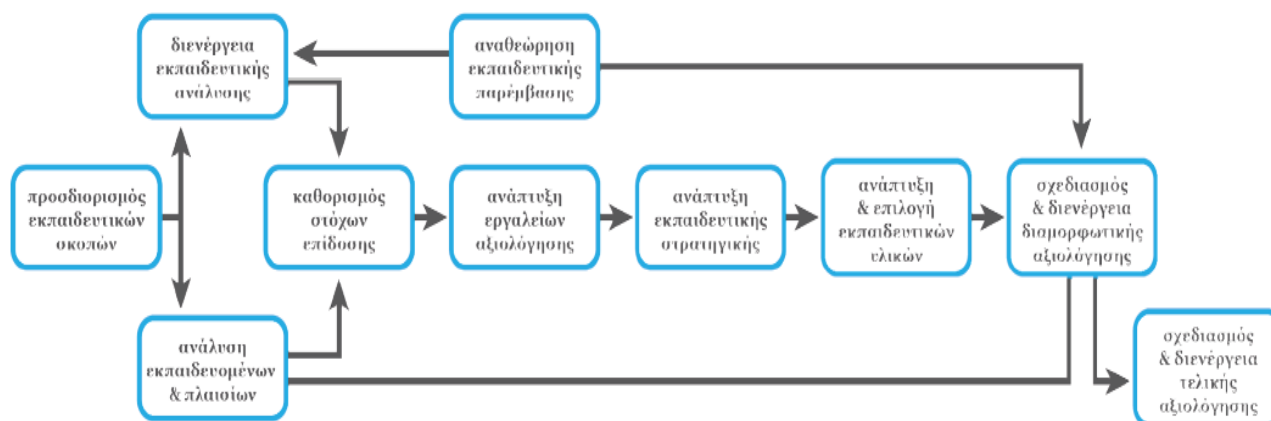 διενέργεια
εκπαιδευτικής
ανάλυσης
αναθεώρηση
εκπαιδευτικής
παρέμβασης
προσδιορισμός
εκπαιδευτικών
σκοπών
καθορισμός
στόχων
επίδοσης
ανάπτυξη
εργαλείων
αξιολόγησης
ανάπτυξη
εκπαιδευτικής
στρατηγικής
ανάπτυξη
& επιλογή
εκπαιδευτικών
υλικών
σχεδιασμός
& διενέργεια
διαμορφωτικής
αξιολόγησης
ανάλυση
εκπαιδευομένων
& πλαισίων
σχεδιασμός
& διενέργεια
τελικής
αξιολόγησης